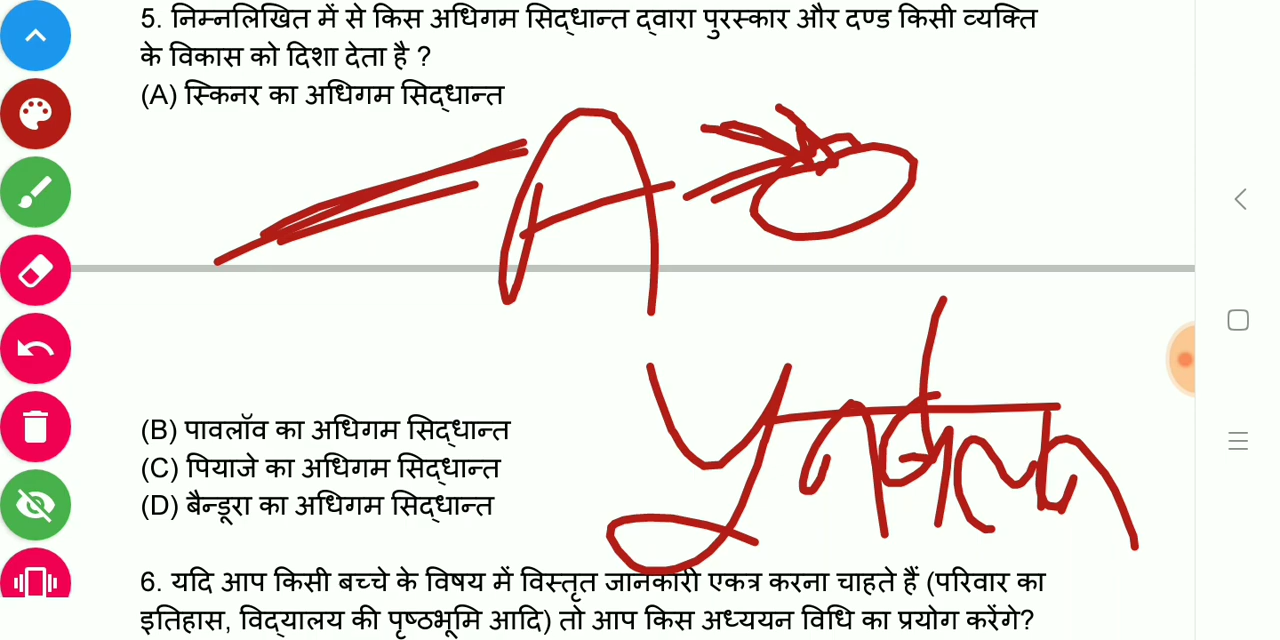 5. निम्नलिखित में से किस अधिगम सिद्धान्त द्वारा पुरस्कार और दण्ड किसी व्यक्ति
के विकास को दिशा देता है ?
(A) स्किनर का अधिगम सिद्धान्त
A
(B) पावलॉव का अधिगम सिद्धान्त
(C) पियाजे का अधिगम सिद्धान्त
(D) बैन्डूरा का अधिगम सिद्धान्त
6. यदि आप किसी बच्चे के विषय में विस्तृत जानकारी एकत्र करना चाहते हैं (परिवार का
इतिहास, विद्यालय की पृष्ठभूमि आदि) तो आप किस अध्ययन विधि का प्रयोग करेंगे?